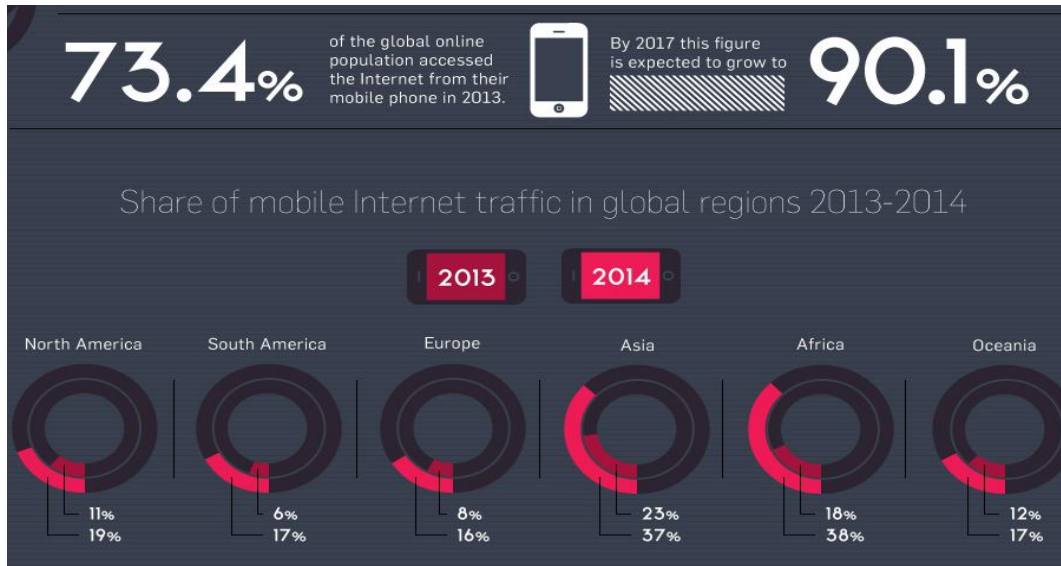 73.4%
of the global online
population accessed
the Internet from their
mobile phone in 2013.
By 2017 this figure
is expected to grow to
90.1%
Share of mobile Internet traffic in global regions 2013-2014
2013
2014
North America
11%
19%
South America
6%
17%
Europe
8%
16%
Asia
23%
37%
Africa
18%
38%
Oceania
12%
17%